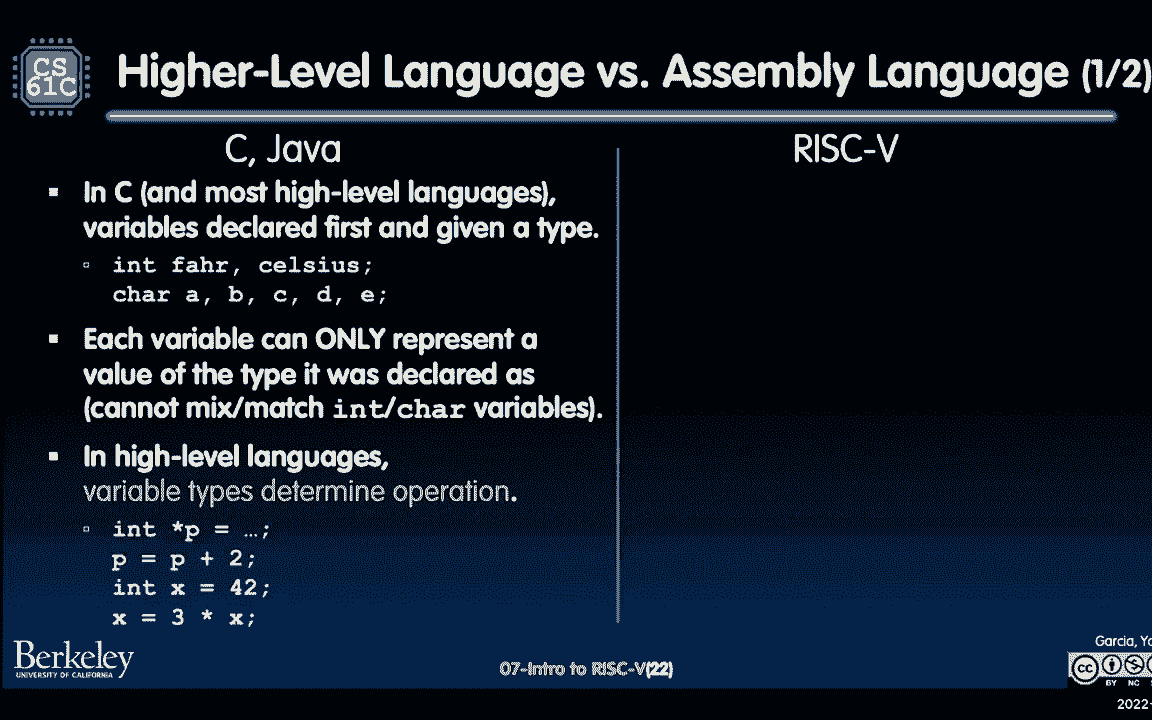 CS
61C
Higher-Level Language vs. Assembly Language (1/2)
C, Java
RISC-V
▪ In C (and most high-level languages),
variables declared first and given a type.
▫ int fahr, celsius;
char a, b, c, d, e;
▪ Each variable can ONLY represent a
value of the type it was declared as
(cannot mix/match int/char variables).
▪ In high-level languages,
variable types determine operation.
▫ int *p = …;
p = p + 2;
int x = 42;
x = 3 * x;
Berkeley
UNIVERSITY OF CALIFORNIA
07-Intro to RISC-V(22)
Garcia, Yo
cc
BY NC
2022-